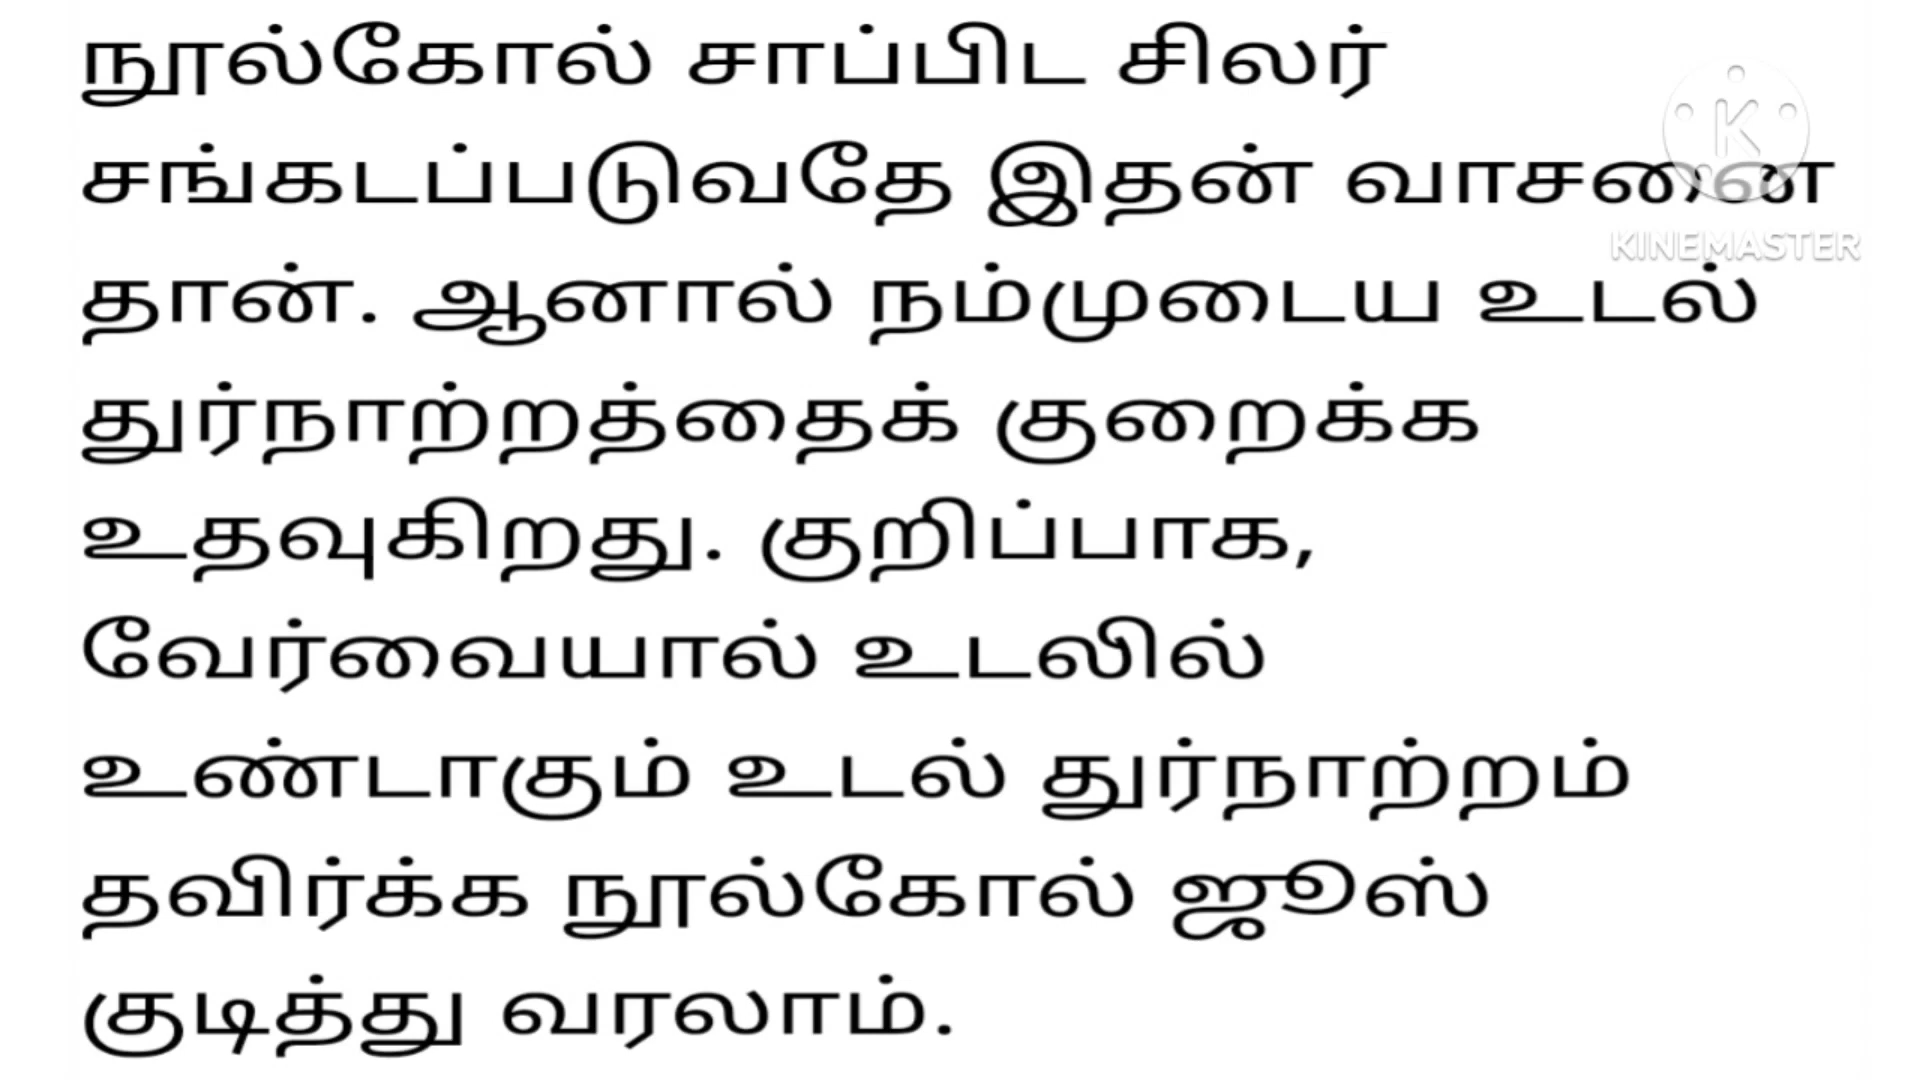 நூல்கோல் சாப்பிட சிலர்
சங்கடப்படுவதே இதன் வாசனை
தான். ஆனால் நம்முடைய உடல்
துர்நாற்றத்தைக் குறைக்க
உதவுகிறது. குறிப்பாக,
வேர்வையால் உடலில்
உண்டாகும் உடல் துர்நாற்றம்
தவிர்க்க நூல்கோல் ஜூஸ்
குடித்து வரலாம்.
K
KINEMASTER